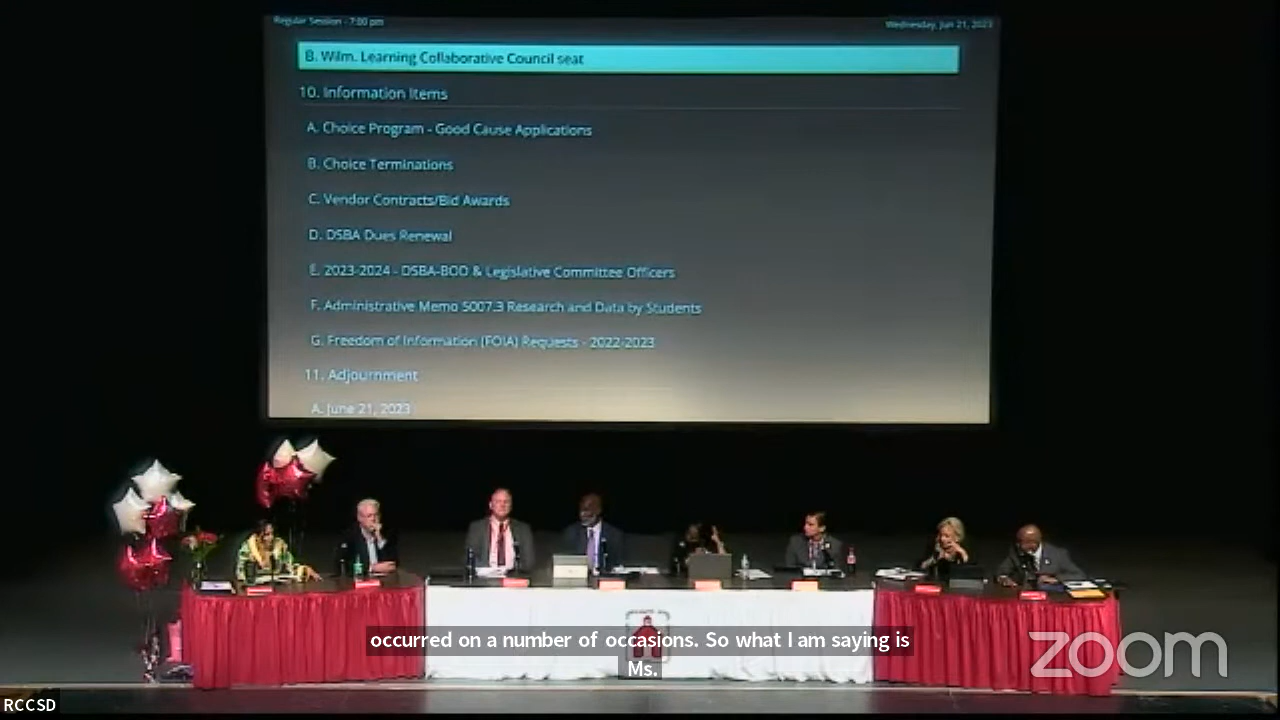 Regular Session - 7:00 pm
Wednesday, Jun 21, 2023
B. Wilm. Learning Collaborative Council seat
10. Information Items
A. Choice Program - Good Cause Applications
B. Choice Terminations
C. Vendor Contracts/Bid Awards
D. DSBA Dues Renewal
E. 2023-2024 - DSBA-BOD & Legislative Committee Officers
F. Administrative Memo 5007.3 Research and Data by Students
G. Freedom of Information (FOIA) Requests - 2022-2023
11. Adjournment
A. June 21, 2023
occurred on a number of occasions. So what I am saying is
Ms.
zoom
RCCSD